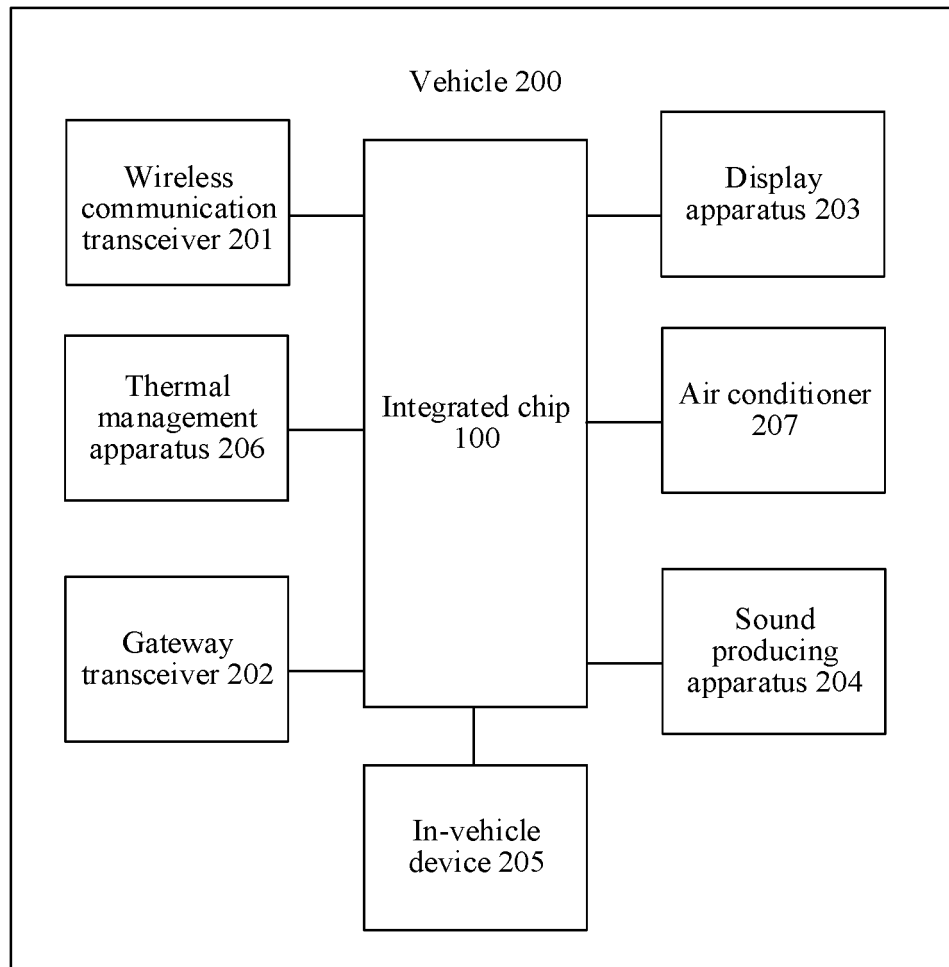 Vehicle 200
Wireless
communication
transceiver 201
Display
apparatus 203
Thermal
management
apparatus 206
Integrated chip
100
Air conditioner
207
Gateway
transceiver 202
Sound
producing
apparatus 204
In-vehicle
device 205